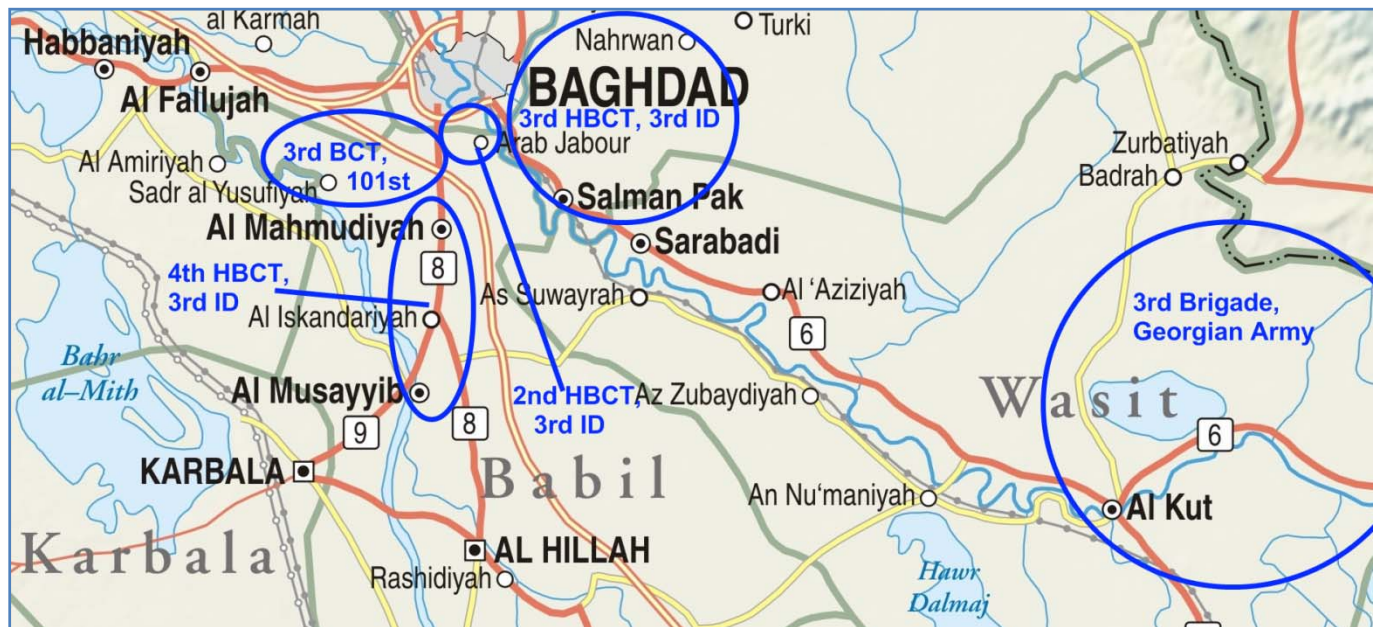 al Karmah
Turki
Nahrwan
Habbaniyah
Al Fallujah
BAGHDAD
3rd HBCT, 3rd ID
Arab Jabour
3rd BCT,
101st
Al Amiriyah
Sadr al Yusufiyah
Zurbatiyah
Badrah
Salman Pak
Al Mahmudiyah
Sarabadi
8
4th HBCT,
3rd ID
As Suwayrah
Al ‘Aziziyah
Al Iskandariyah
3rd Brigade,
Georgian Army
6
Bahr
al–Mith
Al Musayyib
2nd HBCT,
3rd ID
Az Zubaydiyah
Wasit
9
8
6
KARBALA
Babil
An Nu‘maniyah
Al Kut
Karbala
AL HILLAH
Rashidiyah
Hawr
Dalmaj